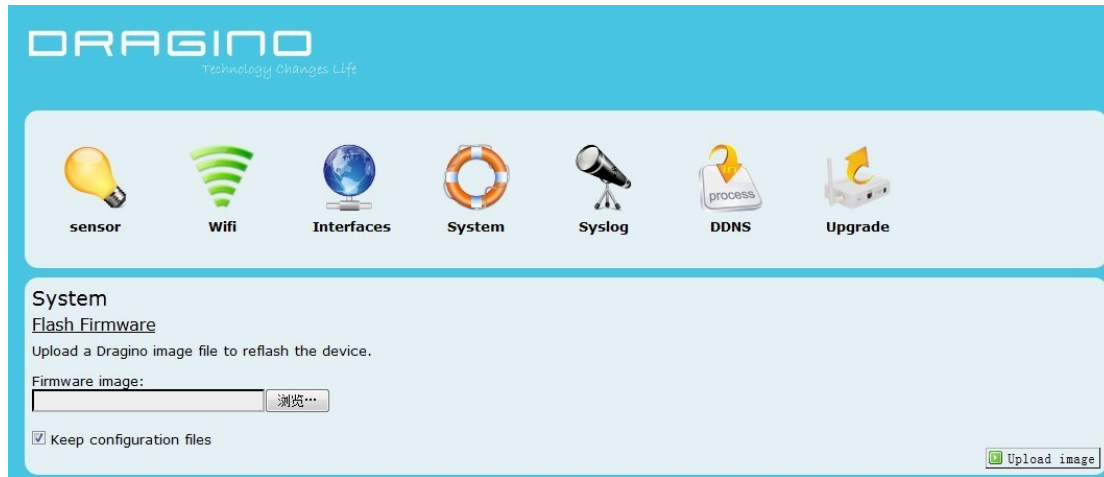 DRAGINO
Technology Changes Life
sensor Wifi Interfaces System Syslog in process DDNS Upgrade
System
Flash Firmware
Upload a Dragino image file to reflash the device.
Firmware image:
浏览…
Keep configuration files
Upload image